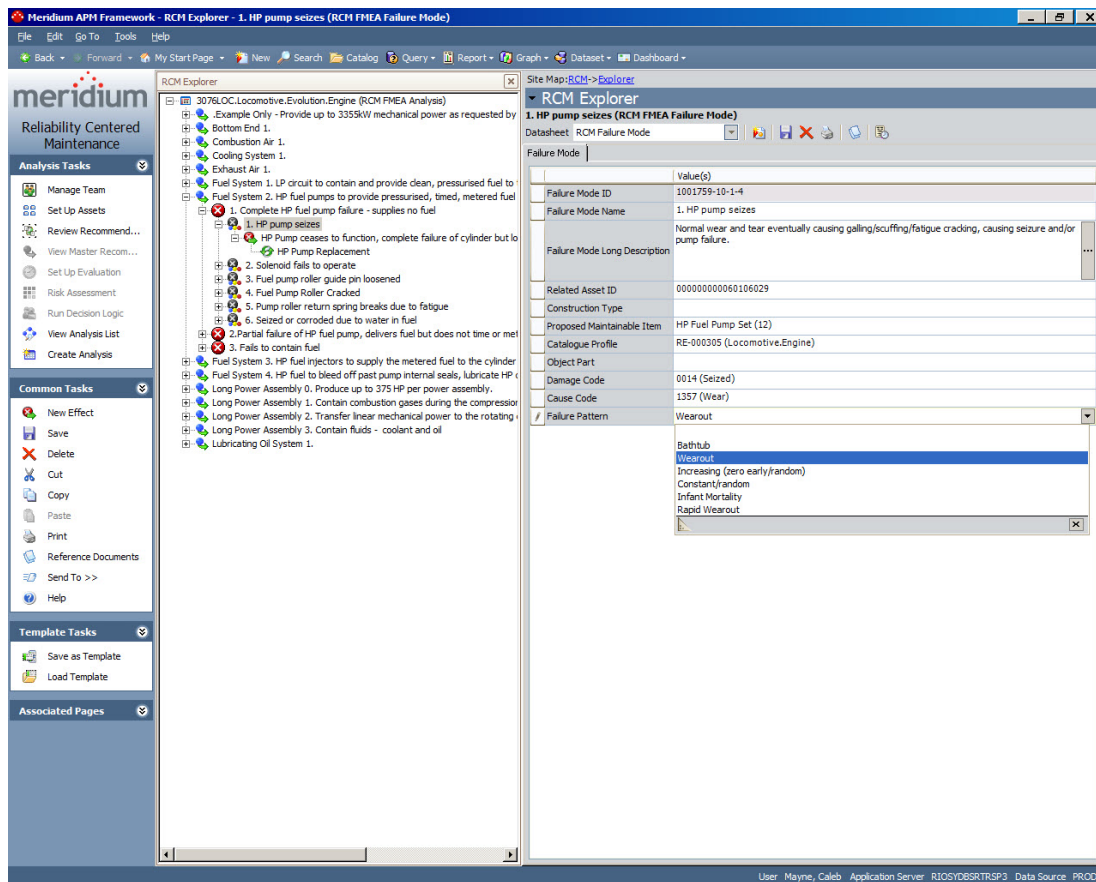 Meridium APM Framework - RCM Explorer - 1. HP pump seizes (RCM FMEA Failure Mode)
File Edit Go To Tools Help
Back Forward My Start Page New Search Catalog Query Report Graph Dataset Dashboard
meridium
Reliability Centered
Maintenance
Analysis Tasks
Manage Team
Set Up Assets
Review Recommend...
View Master Recom...
Set Up Evaluation
Risk Assessment
Run Decision Logic
View Analysis List
Create Analysis
Common Tasks
New Effect
Save
Delete
Cut
Copy
Paste
Print
Reference Documents
Send To >>
Help
Template Tasks
Save as Template
Load Template
Associated Pages
RCM Explorer
3076LOC.Locomotive.Evolution.Engine (RCM FMEA Analysis)
.Example Only - Provide up to 3355kW mechanical power as requested by
Bottom End 1.
Combustion Air 1.
Cooling System 1.
Exhaust Air 1.
Fuel System 1. LP circuit to contain and provide clean, pressurised fuel to
Fuel System 2. HP fuel pumps to provide pressurised, timed, metered fuel
1. Complete HP fuel pump failure - supplies no fuel
1. HP pump seizes
HP Pump ceases to function, complete failure of cylinder but lo
HP Pump Replacement
2. Solenoid fails to operate
3. Fuel pump roller guide pin loosened
4. Fuel Pump Roller Cracked
5. Pump roller return spring breaks due to fatigue
6. Seized or corroded due to water in fuel
2.Partial failure of HP fuel pump, delivers fuel but does not time or met
3. Fails to contain fuel
Fuel System 3. HP fuel injectors to supply the metered fuel to the cylinder
Fuel System 4. HP fuel to bleed off past pump internal seals, lubricate HP
Long Power Assembly 0. Produce up to 375 HP per power assembly.
Long Power Assembly 1. Contain combustion gases during the compression
Long Power Assembly 2. Transfer linear mechanical power to the rotating
Long Power Assembly 3. Contain fluids - coolant and oil
Lubricating Oil System 1.
Site Map:RCM->Explorer
RCM Explorer
1. HP pump seizes (RCM FMEA Failure Mode)
Datasheet RCM Failure Mode
Failure Mode
Value(s)
Failure Mode ID 1001759-10-1-4
Failure Mode Name 1. HP pump seizes
Failure Mode Long Description Normal wear and tear eventually causing galling/scuffing/fatigue cracking, causing seizure and/or
pump failure.
Related Asset ID 000000000060106029
Construction Type
Proposed Maintainable Item HP Fuel Pump Set (12)
Catalogue Profile RE-000305 (Locomotive.Engine)
Object Part
Damage Code 0014 (Seized)
Cause Code 1357 (Wear)
Failure Pattern Wearout
Bathtub
Wearout
Increasing (zero early/random)
Constant/random
Infant Mortality
Rapid Wearout
User Mayne, Caleb Application Server RIOSYDBSRTRSP3 Data Source PROD